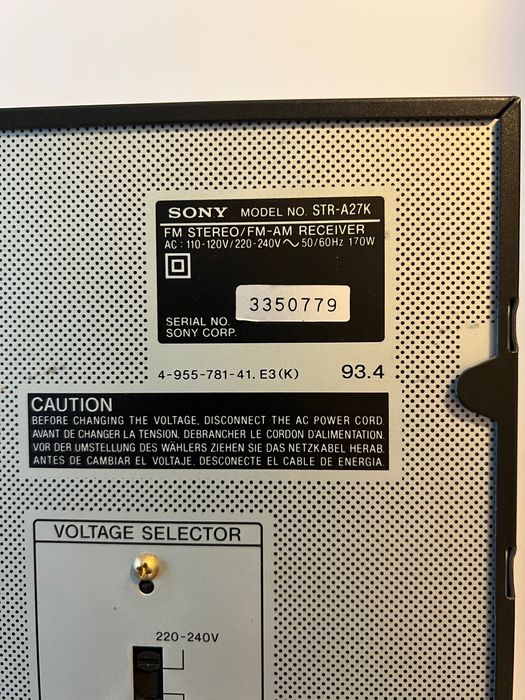 SONY MODEL NO. STR-A27K
FM STEREO/FM-AM RECEIVER
AC : 110-120V/220-240V ∿ 50/60Hz 170W
3350779
SERIAL NO.
SONY CORP.
4-955-781-41. E3(K) 93.4
CAUTION
BEFORE CHANGING THE VOLTAGE, DISCONNECT THE AC POWER CORD.
AVANT DE CHANGER LA TENSION, DEBRANCHER LE CORDON D'ALIMENTATION.
VOR DER UMSTELLUNG DES WÄHLERS ZIEHEN SIE DAS NETZKABEL HERAB.
ANTES DE CAMBIAR EL VOLTAJE, DESCONECTE EL CABLE DE ENERGIA.
VOLTAGE SELECTOR
220-240V